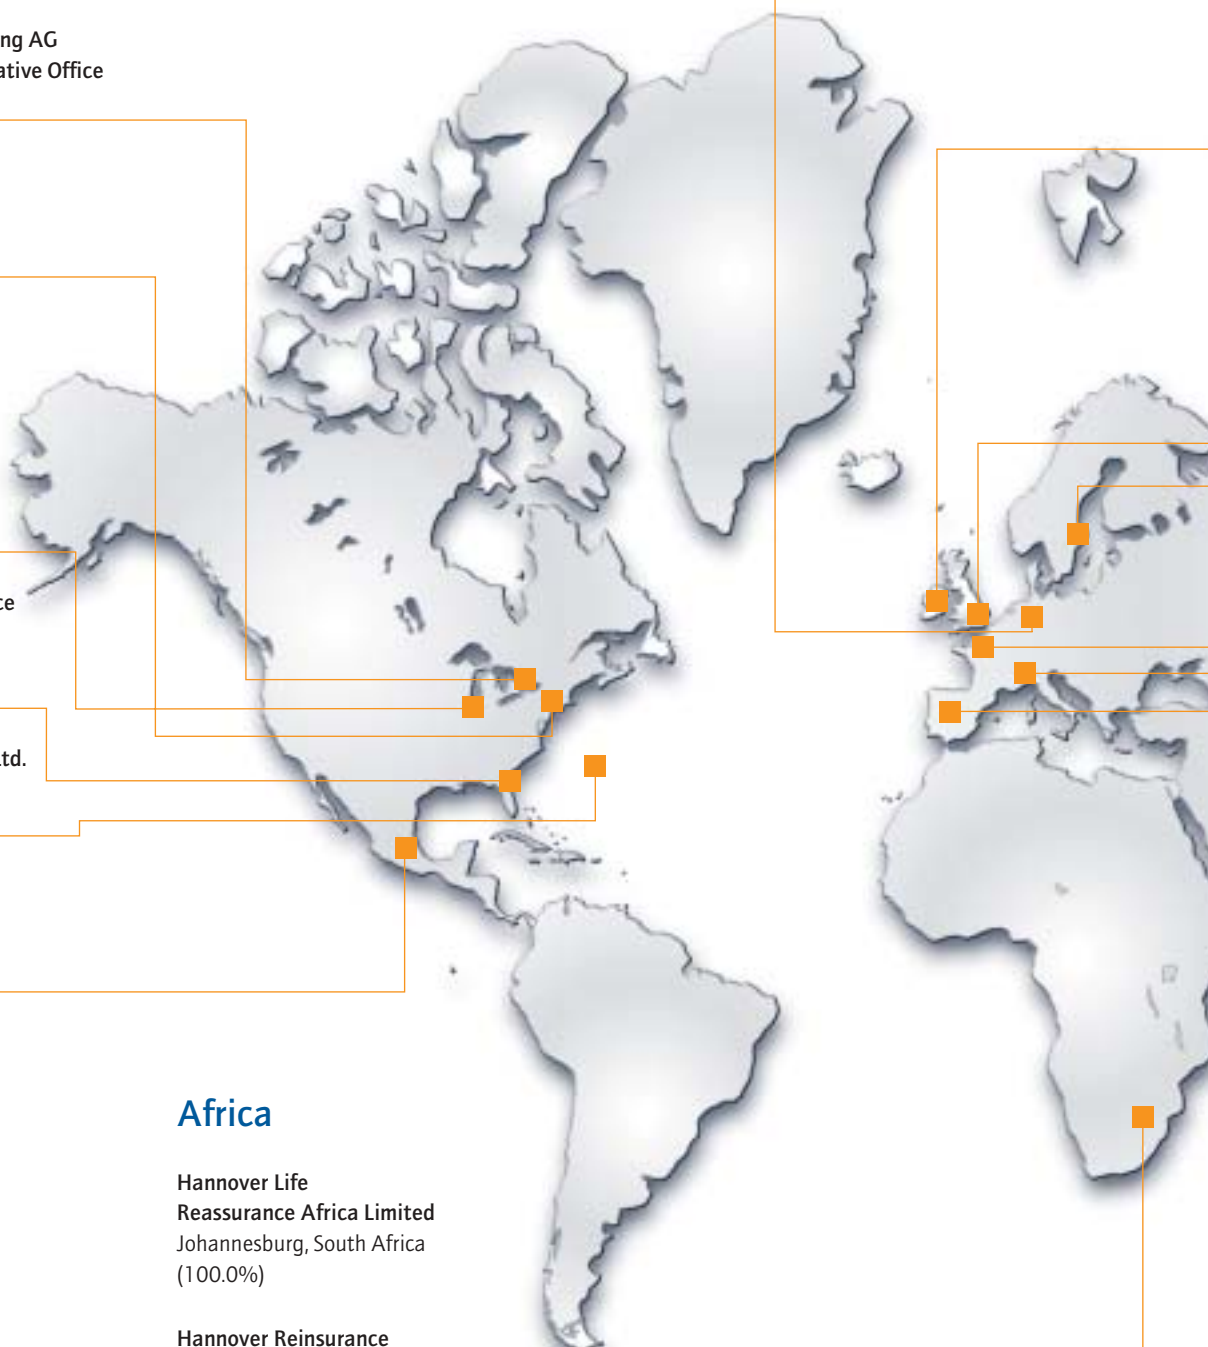 ng AG
ative Office
ce
td.
Africa
Hannover Life
Reassurance Africa Limited
Johannesburg, South Africa
(100.0%)
Hannover Reinsurance